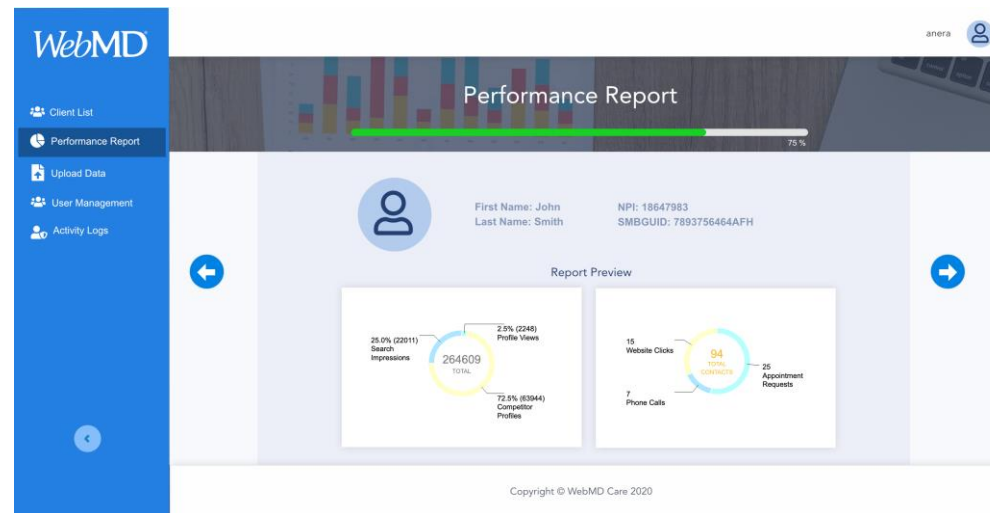 WebMD
anera
Client List
Performance Report
Upload Data
User Management
Activity Logs
Performance Report
75 %
First Name: John
Last Name: Smith
NPI: 18647983
SMBGUID: 7893756464AFH
Report Preview
25.0% (22011)
Search
Impressions
2.5% (2248)
Profile Views
264609
TOTAL
72.5% (63944)
Competitor
Profiles
15
Website Clicks
94
TOTAL
CONTACTS
25
Appointment
Requests
7
Phone Calls
Copyright © WebMD Care 2020